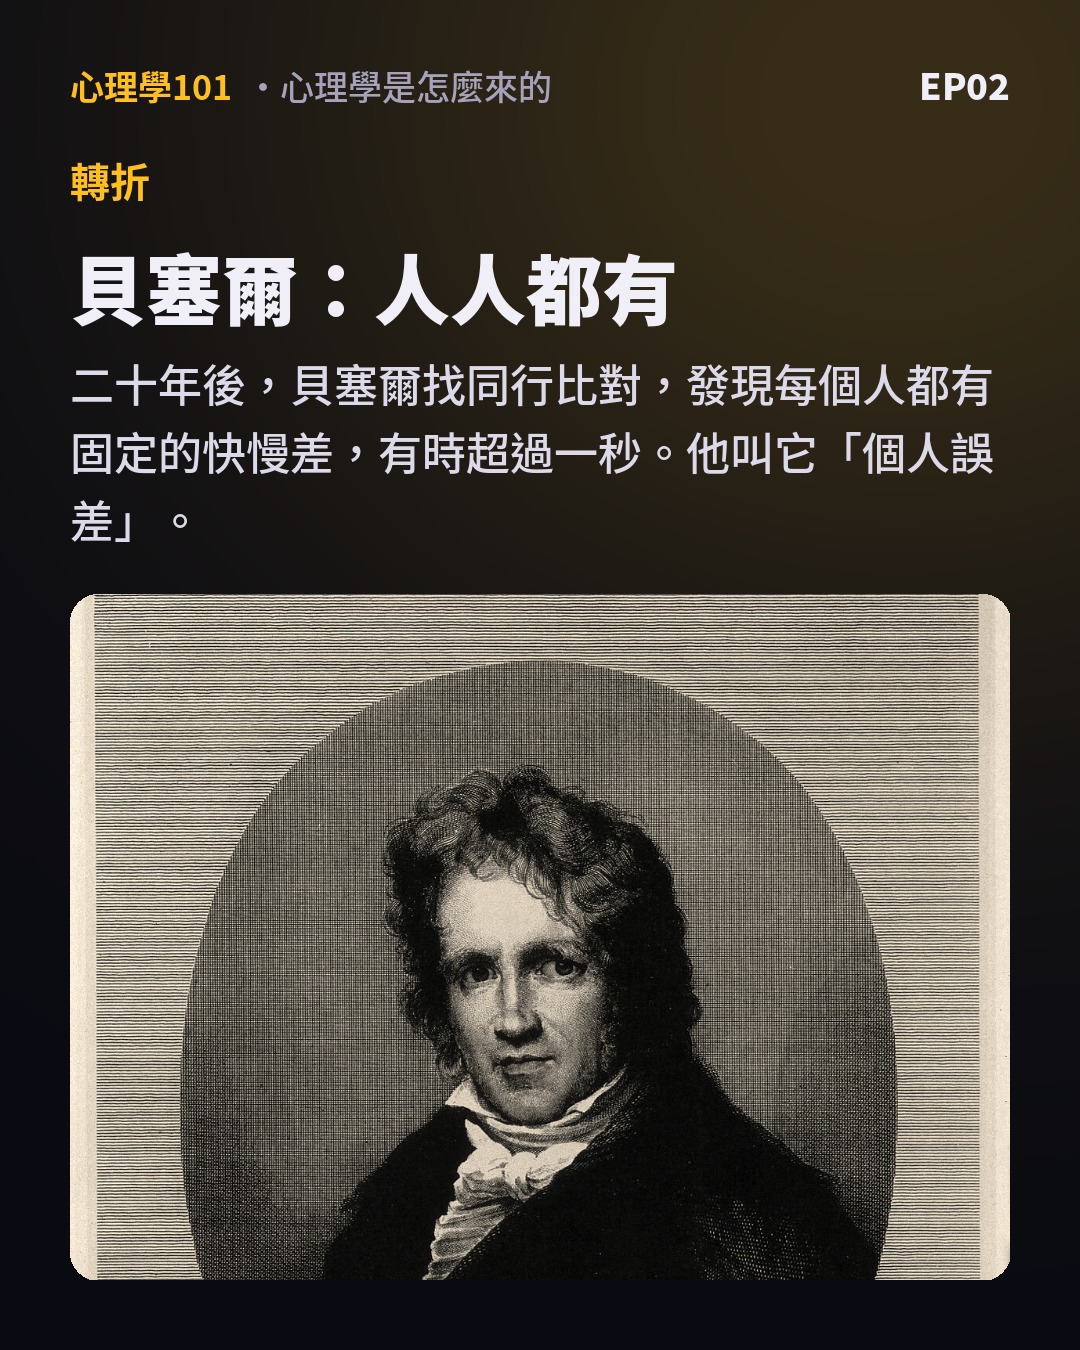 心理學101 ・心理學是怎麼來的
EP02
轉折
貝塞爾：人人都有
二十年後，貝塞爾找同行比對，發現每個人都有
固定的快慢差，有時超過一秒。他叫它「個人誤
差」。